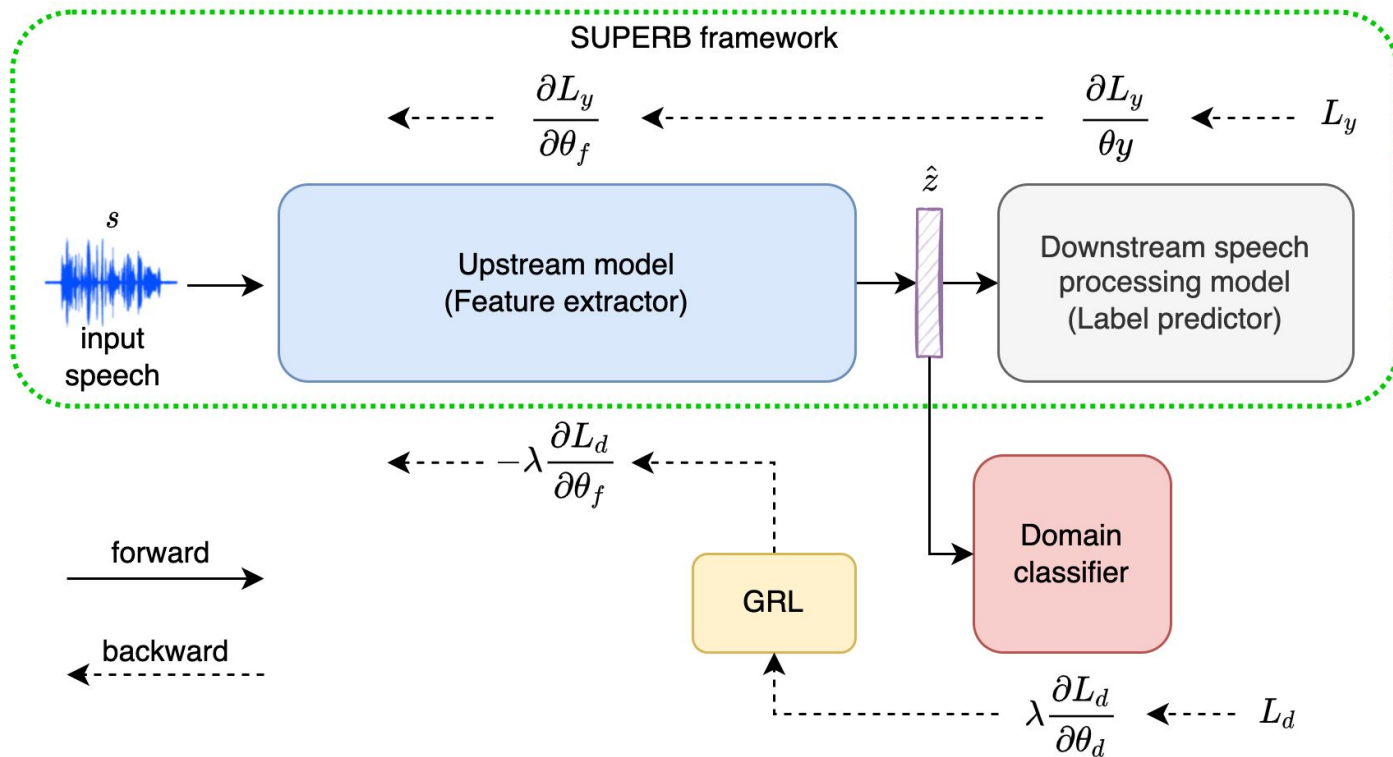 SUPERB framework
∂L_y/∂θ_f
∂L_y/θy
L_y
s
input
speech
Upstream model
(Feature extractor)
ẑ
Downstream speech
processing model
(Label predictor)
−λ ∂L_d/∂θ_f
forward
backward
GRL
Domain
classifier
λ ∂L_d/∂θ_d
L_d